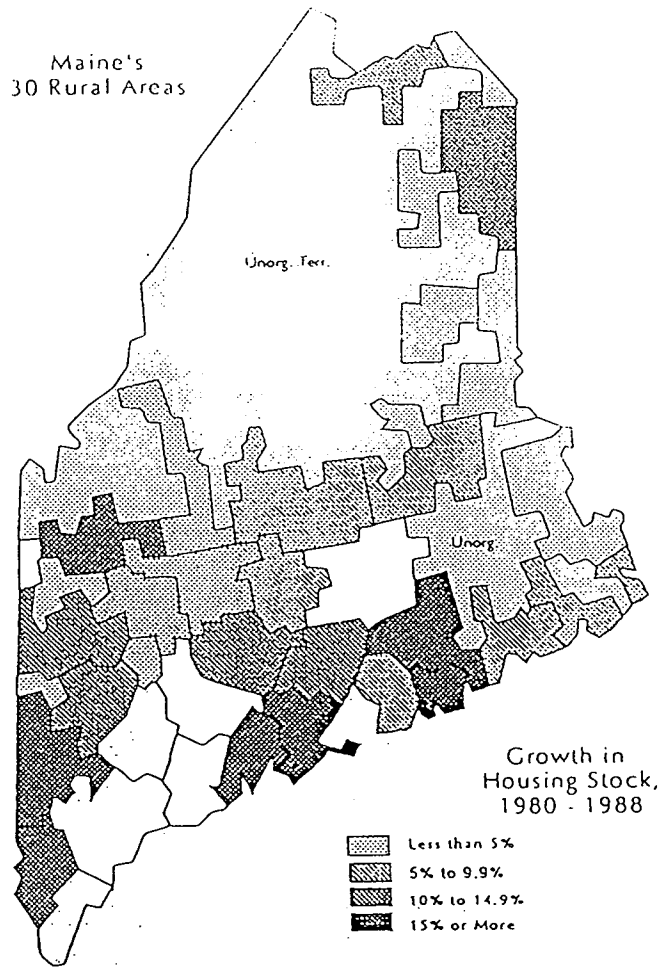 Maine's
30 Rural Areas
Unorg. Terr.
Unorg.
Growth in
Housing Stock,
1980 - 1988
Less than 5%
5% to 9.9%
10% to 14.9%
15% or More